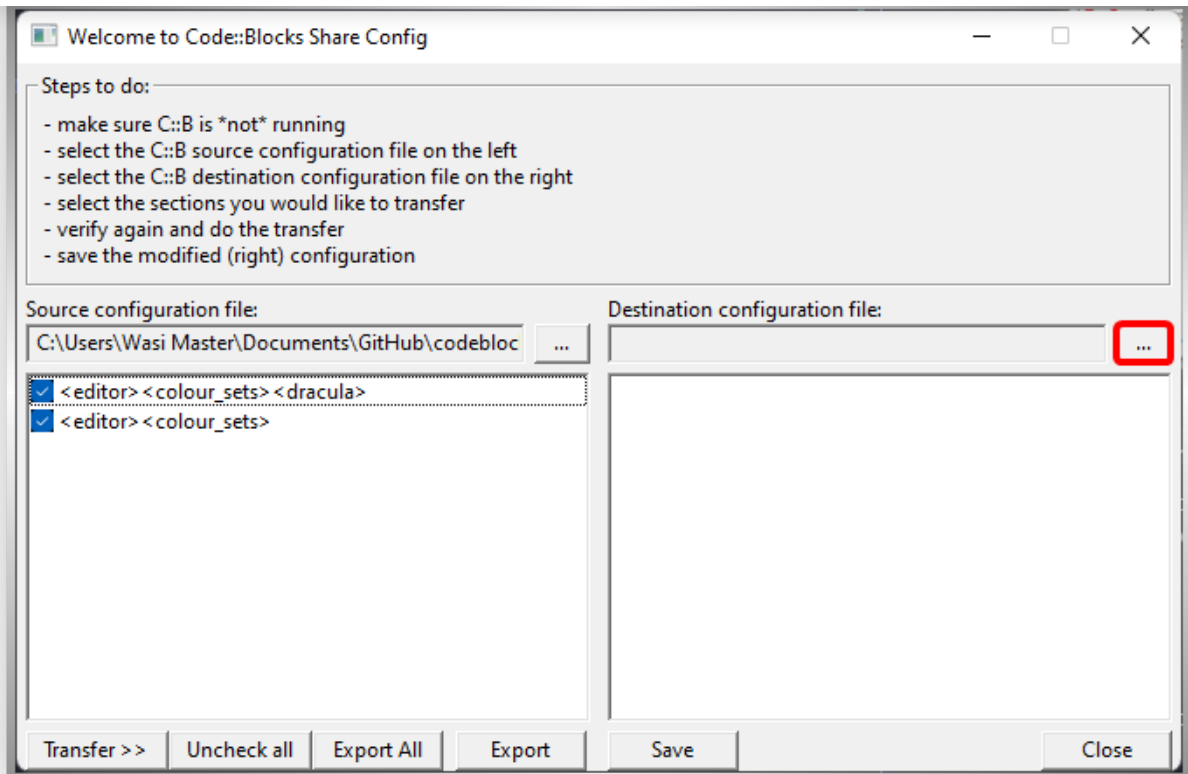 Welcome to Code::Blocks Share Config
Steps to do:
- make sure C::B is *not* running
- select the C::B source configuration file on the left
- select the C::B destination configuration file on the right
- select the sections you would like to transfer
- verify again and do the transfer
- save the modified (right) configuration
Source configuration file:
Destination configuration file:
C:\Users\Wasi Master\Documents\GitHub\codebloc
...
...
<editor><colour_sets><dracula>
<editor><colour_sets>
Transfer >>
Uncheck all
Export All
Export
Save
Close